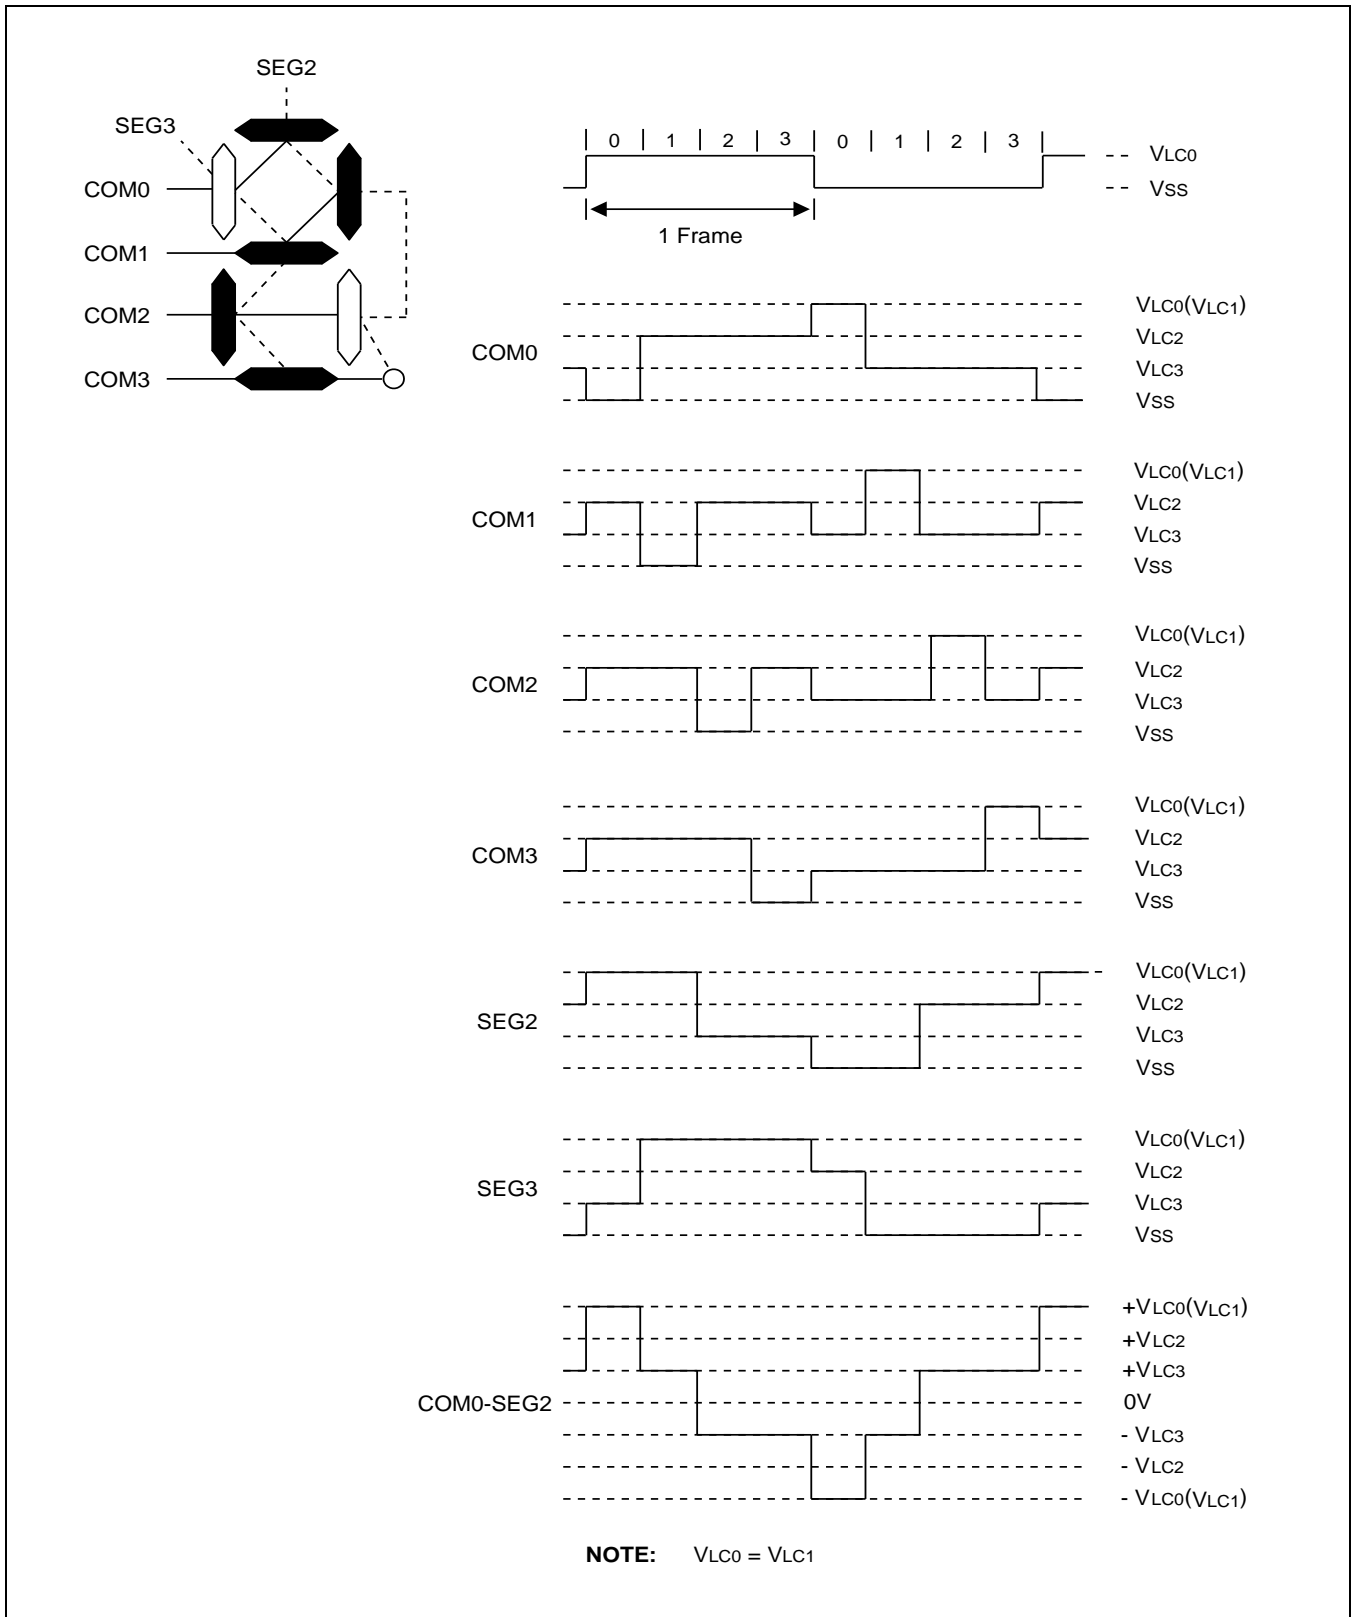 SEG2
SEG3
COM0
COM1
COM2
COM3
0 1 2 3 0 1 2 3
VLC0
VSS
1 Frame
COM0
VLC0(VLC1)
VLC2
VLC3
VSS
COM1
VLC0(VLC1)
VLC2
VLC3
VSS
COM2
VLC0(VLC1)
VLC2
VLC3
VSS
COM3
VLC0(VLC1)
VLC2
VLC3
VSS
SEG2
VLC0(VLC1)
VLC2
VLC3
VSS
SEG3
VLC0(VLC1)
VLC2
VLC3
VSS
COM0-SEG2
+VLC0(VLC1)
+VLC2
+VLC3
0V
- VLC3
- VLC2
- VLC0(VLC1)
NOTE: VLC0 = VLC1